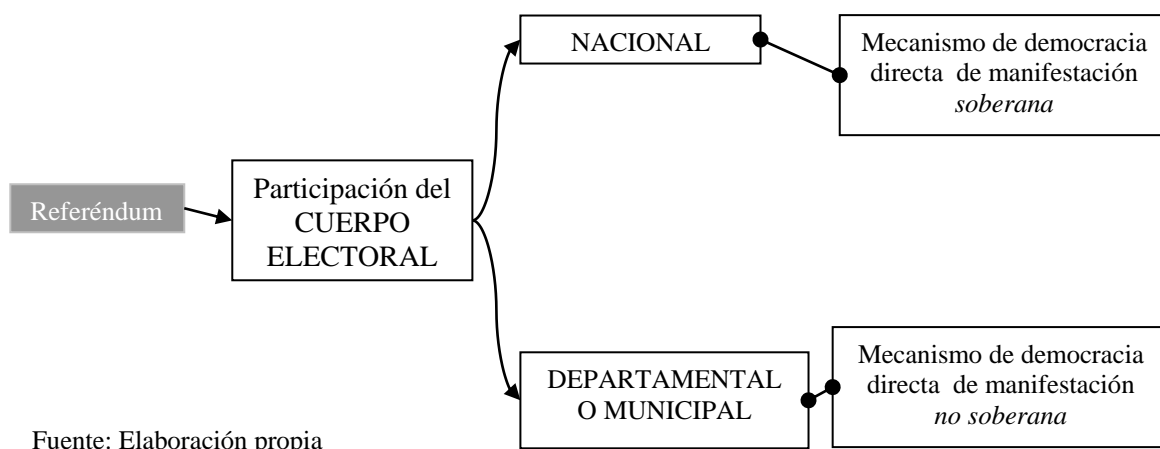 Referéndum
Participación del
CUERPO
ELECTORAL
NACIONAL
Mecanismo de democracia
directa de manifestación
soberana
DEPARTAMENTAL
O MUNICIPAL
Mecanismo de democracia
directa de manifestación
no soberana
Fuente: Elaboración propia